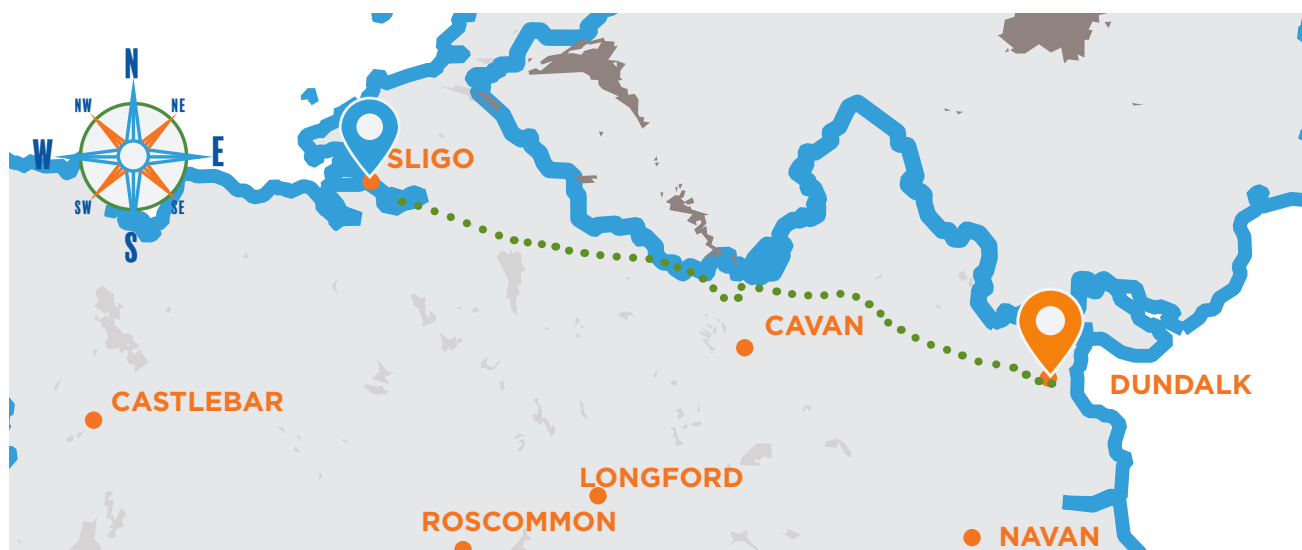 N
NW
NE
W
E
SW
SE
S
SLIGO
CAVAN
DUNDALK
CASTLEBAR
LONGFORD
ROSCOMMON
NAVAN